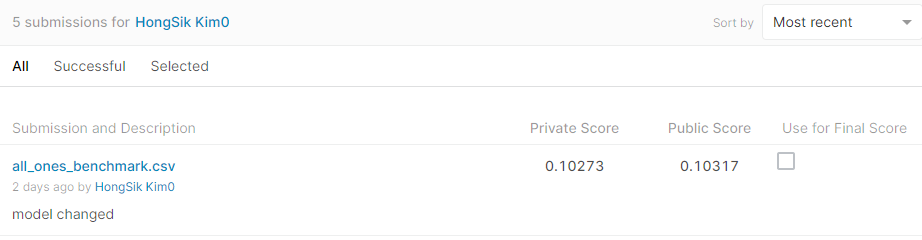 5 submissions for HongSik Kim0 Sort by Most recent
All Successful Selected
Submission and Description Private Score Public Score Use for Final Score
all_ones_benchmark.csv 0.10273 0.10317
2 days ago by HongSik Kim0
model changed